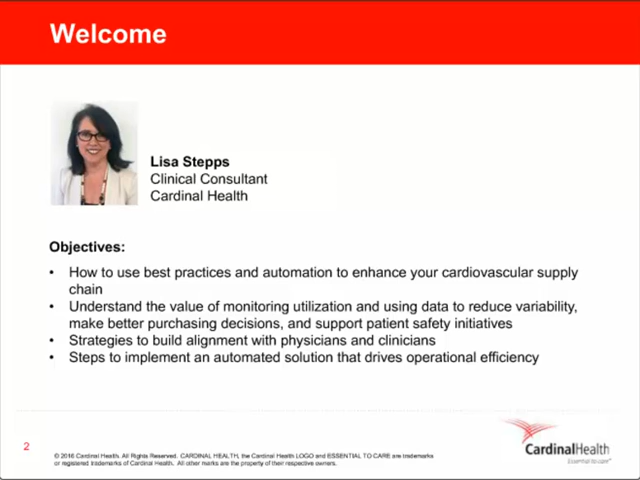 Welcome
Lisa Stepps
Clinical Consultant
Cardinal Health
Objectives:
• How to use best practices and automation to enhance your cardiovascular supply
chain
• Understand the value of monitoring utilization and using data to reduce variability,
make better purchasing decisions, and support patient safety initiatives
• Strategies to build alignment with physicians and clinicians
• Steps to implement an automated solution that drives operational efficiency
2
© 2016 Cardinal Health. All Rights Reserved. CARDINAL HEALTH, the Cardinal Health LOGO and ESSENTIAL TO CARE are trademarks
or registered trademarks of Cardinal Health. All other marks are the property of their respective owners.
CardinalHealth
Essential to care™